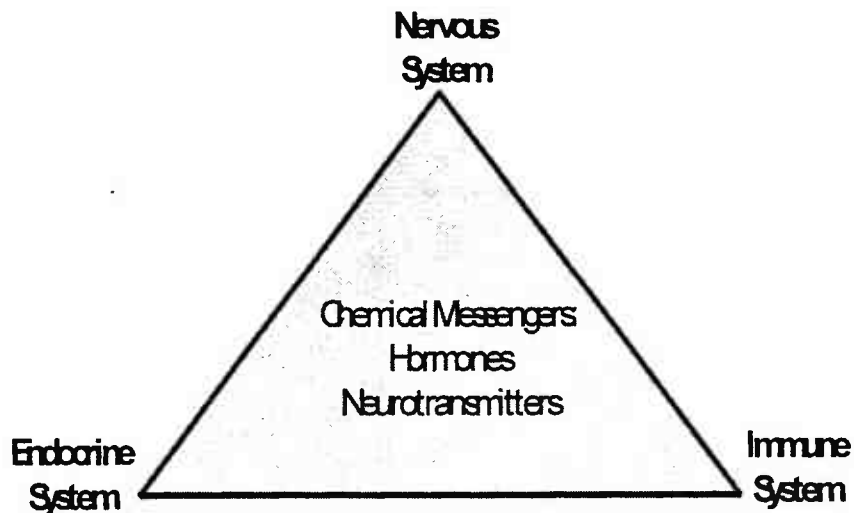 Nervous
System
Chemical Messengers
Hormones
Neurotransmitters
Endocrine
System
Immune
System